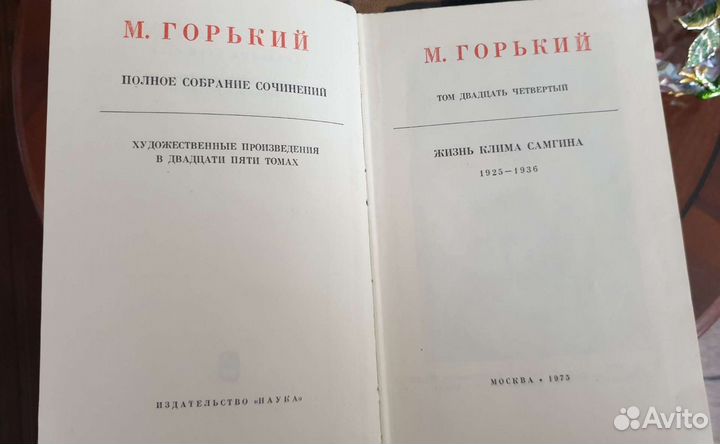 М. ГОРЬКИЙ
ПОЛНОЕ СОБРАНИЕ СОЧИНЕНИЙ
ХУДОЖЕСТВЕННЫЕ ПРОИЗВЕДЕНИЯ
В ДВАДЦАТИ ПЯТИ ТОМАХ
ИЗДАТЕЛЬСТВО «НАУКА»
М. ГОРЬКИЙ
ТОМ ДВАДЦАТЬ ЧЕТВЕРТЫЙ
ЖИЗНЬ КЛИМА САМГИНА
1925—1936
МОСКВА • 1975
Avito